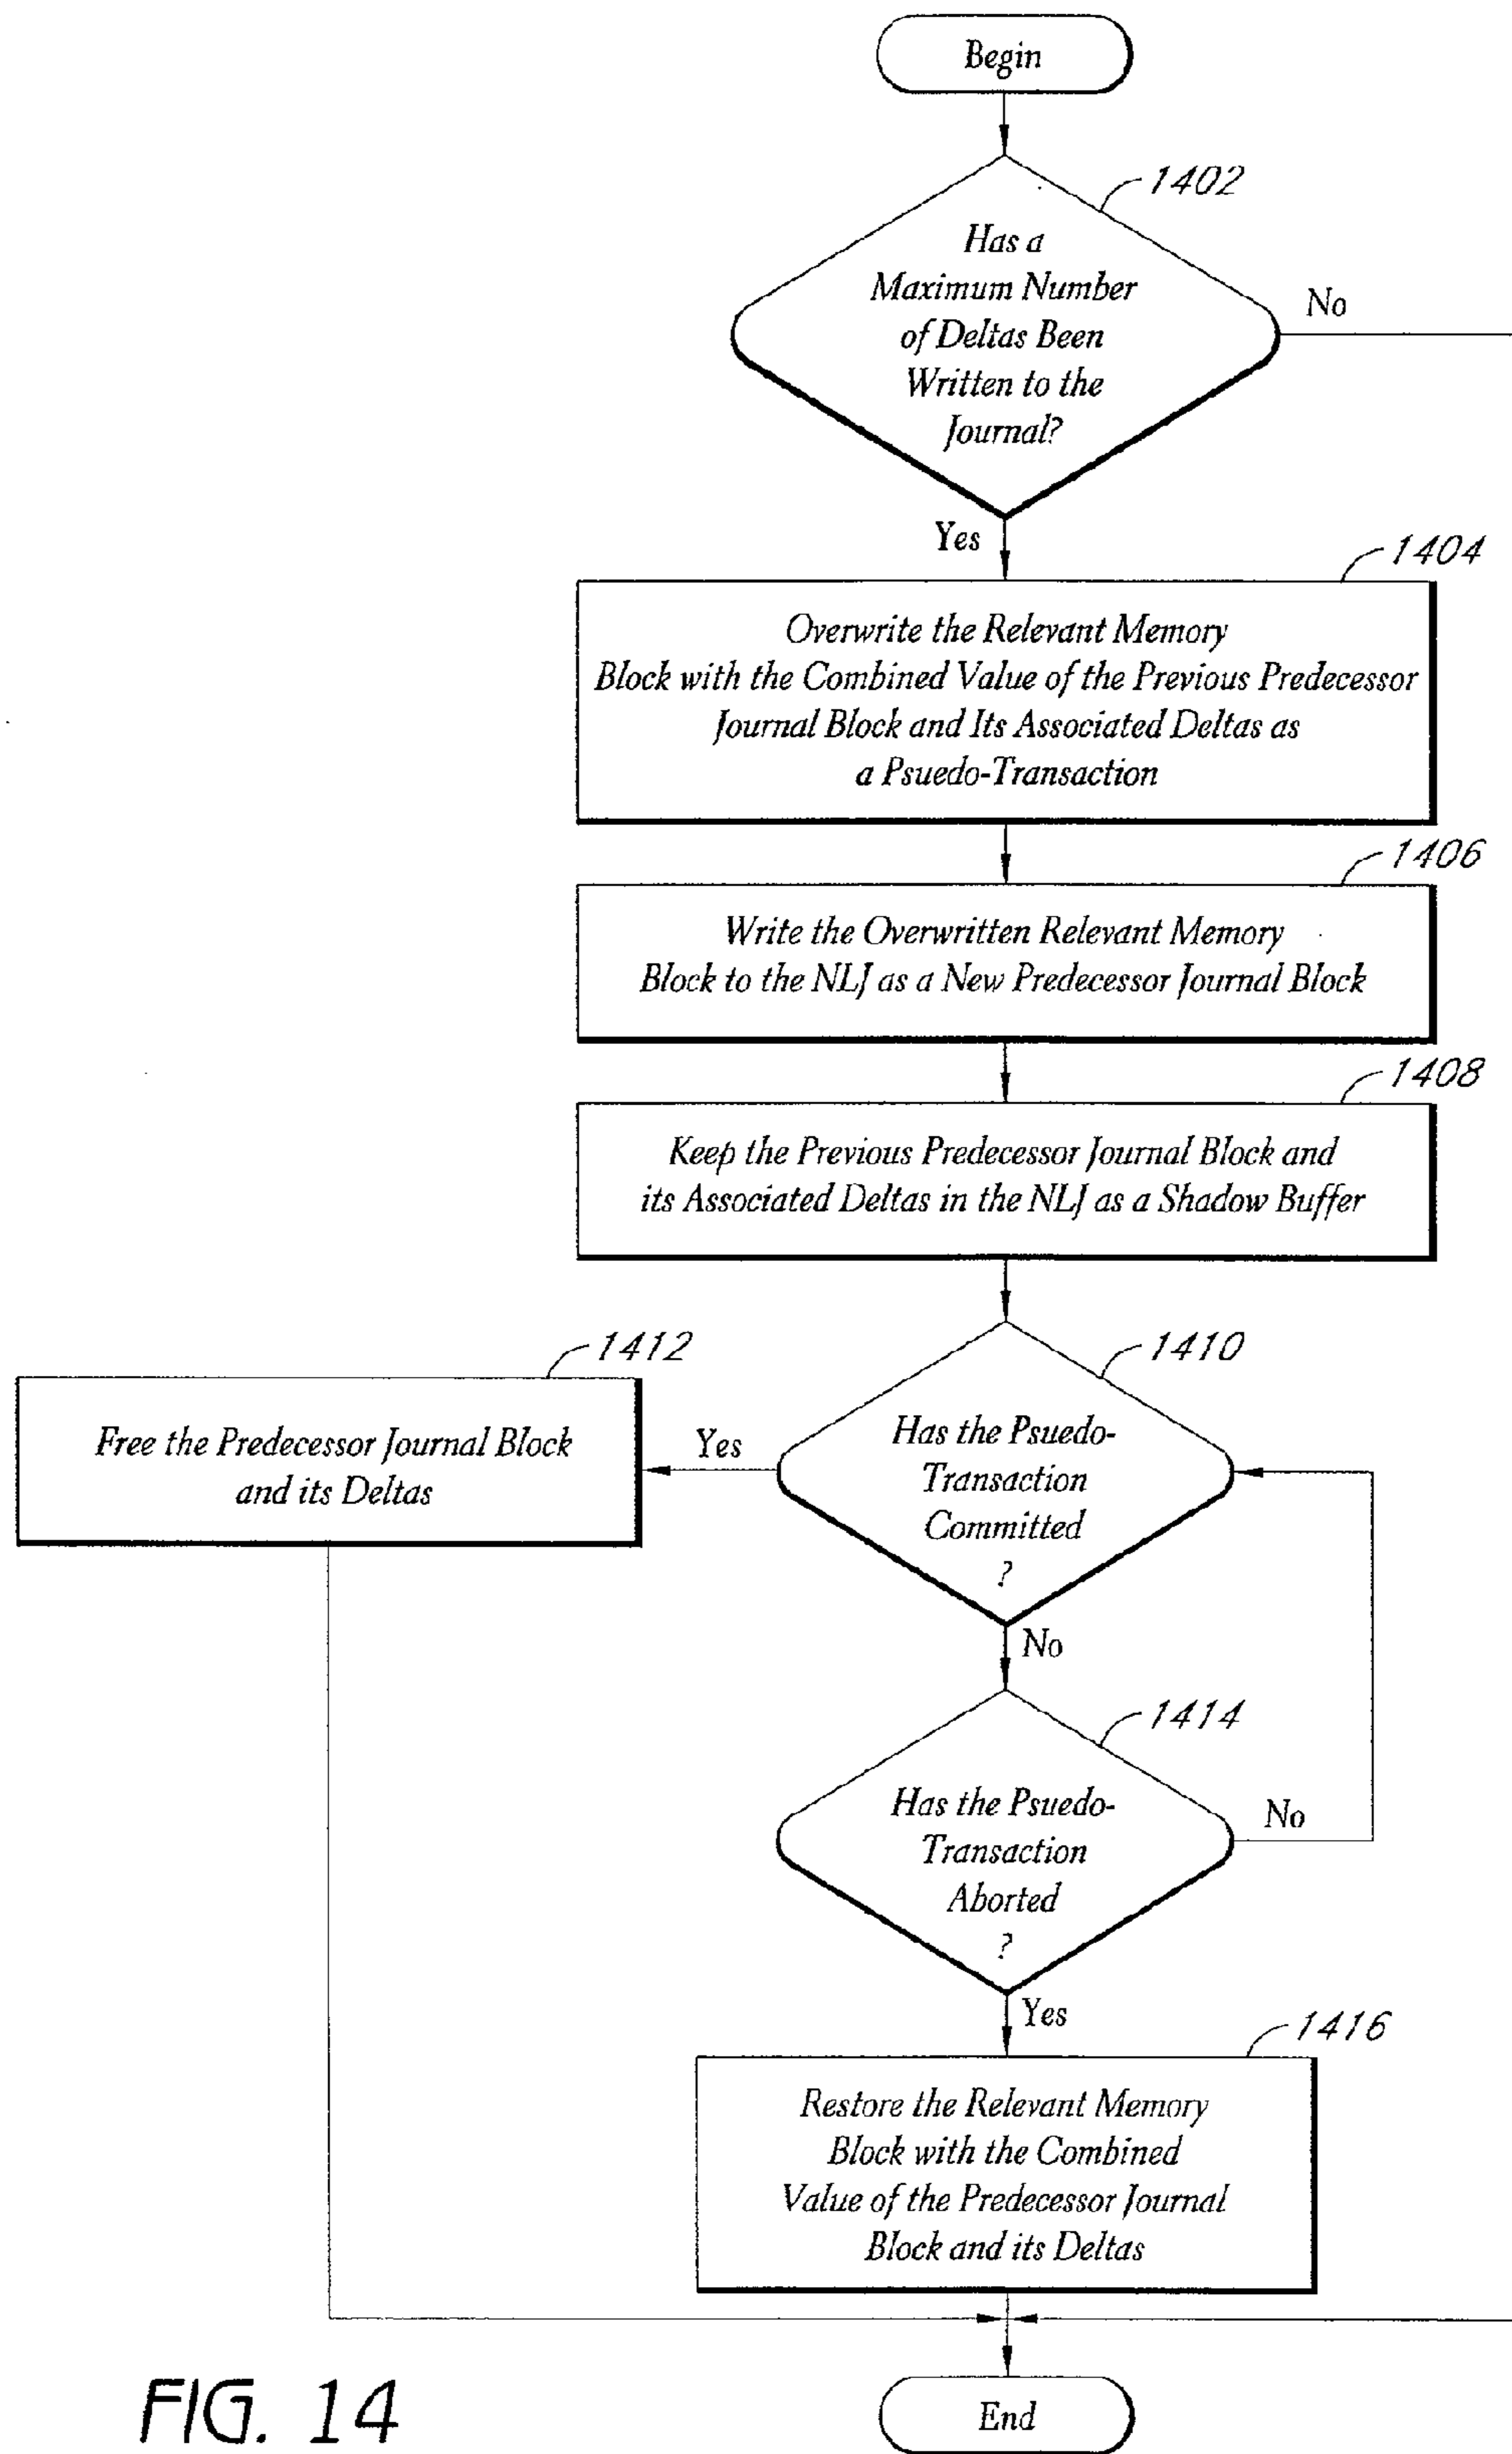 Begin
1402
Has a
Maximum Number
of Deltas Been
Written to the
Journal?
No
Yes
1404
Overwrite the Relevant Memory
Block with the Combined Value of the Previous Predecessor
Journal Block and Its Associated Deltas as
a Psuedo-Transaction
1406
Write the Overwritten Relevant Memory
Block to the NLJ as a New Predecessor Journal Block
1408
Keep the Previous Predecessor Journal Block and
its Associated Deltas in the NLJ as a Shadow Buffer
1410
Has the Psuedo-
Transaction
Committed
?
Yes
1412
Free the Predecessor Journal Block
and its Deltas
No
1414
Has the Psuedo-
Transaction
Aborted
?
No
Yes
1416
Restore the Relevant Memory
Block with the Combined
Value of the Predecessor Journal
Block and its Deltas
End
FIG. 14